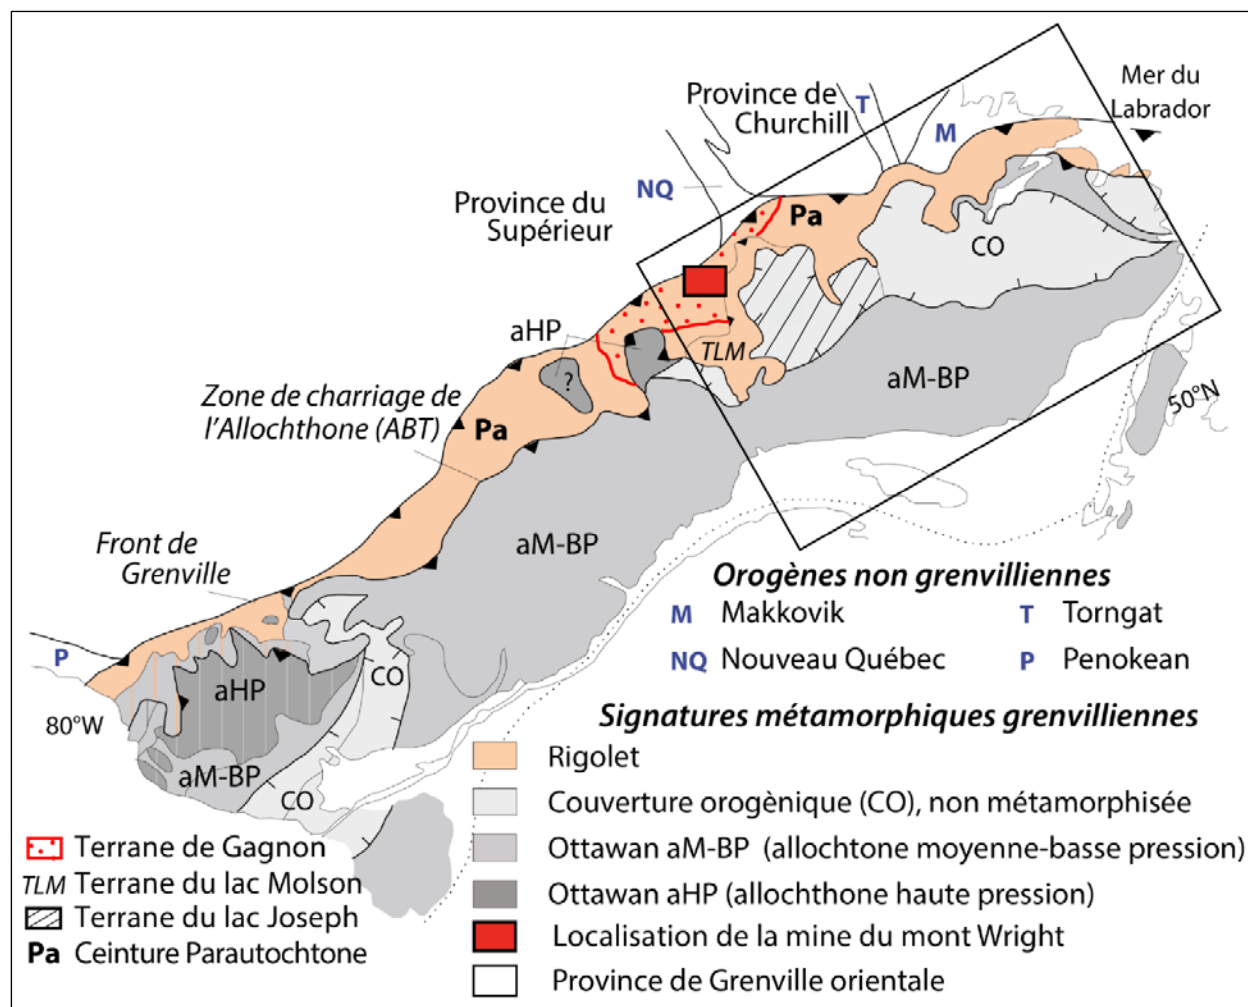 Mer du
Labrador
Province de
Churchill
T
M
NQ
Province du
Supérieur
Pa
CO
aHP
?
TLM
aM-BP
50°N
Zone de charriage de
l'Allochthone (ABT)
Pa
aM-BP
Front de
Grenville
P
80°W
aHP
CO
aM-BP
CO
Orogènes non grenvilliennes
M Makkovik
T Torngat
NQ Nouveau Québec
P Penokean
Signatures métamorphiques grenvilliennes
Rigolet
Couverture orogènique (CO), non métamorphisée
Ottawan aM-BP (allochtone moyenne-basse pression)
Ottawan aHP (allochthone haute pression)
Localisation de la mine du mont Wright
Province de Grenville orientale
Terrane de Gagnon
TLM Terrane du lac Molson
Terrane du lac Joseph
Pa Ceinture Parautochtone